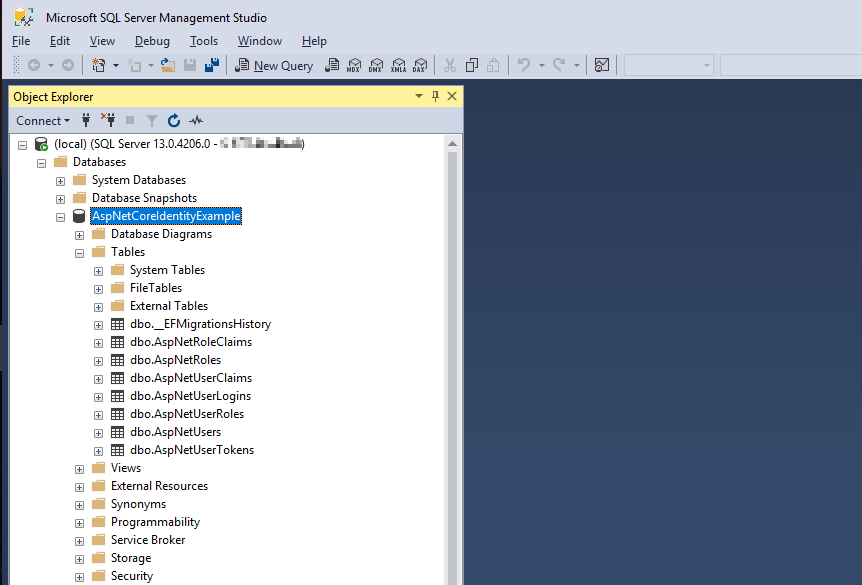 Microsoft SQL Server Management Studio
File Edit View Debug Tools Window Help
New Query MDX DMX XMLA DAX
Object Explorer
Connect
(local) (SQL Server 13.0.4206.0 - )
Databases
System Databases
Database Snapshots
AspNetCoreIdentityExample
Database Diagrams
Tables
System Tables
FileTables
External Tables
dbo.__EFMigrationsHistory
dbo.AspNetRoleClaims
dbo.AspNetRoles
dbo.AspNetUserClaims
dbo.AspNetUserLogins
dbo.AspNetUserRoles
dbo.AspNetUsers
dbo.AspNetUserTokens
Views
External Resources
Synonyms
Programmability
Service Broker
Storage
Security